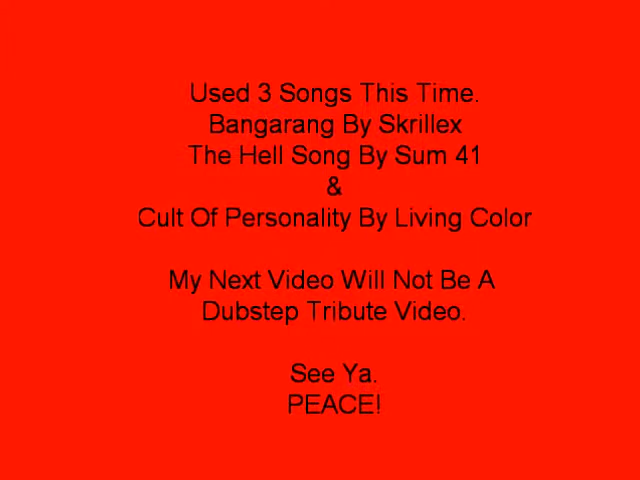 Used 3 Songs This Time.
Bangarang By Skrillex
The Hell Song By Sum 41
&
Cult Of Personality By Living Color
My Next Video Will Not Be A
Dubstep Tribute Video.
See Ya.
PEACE!